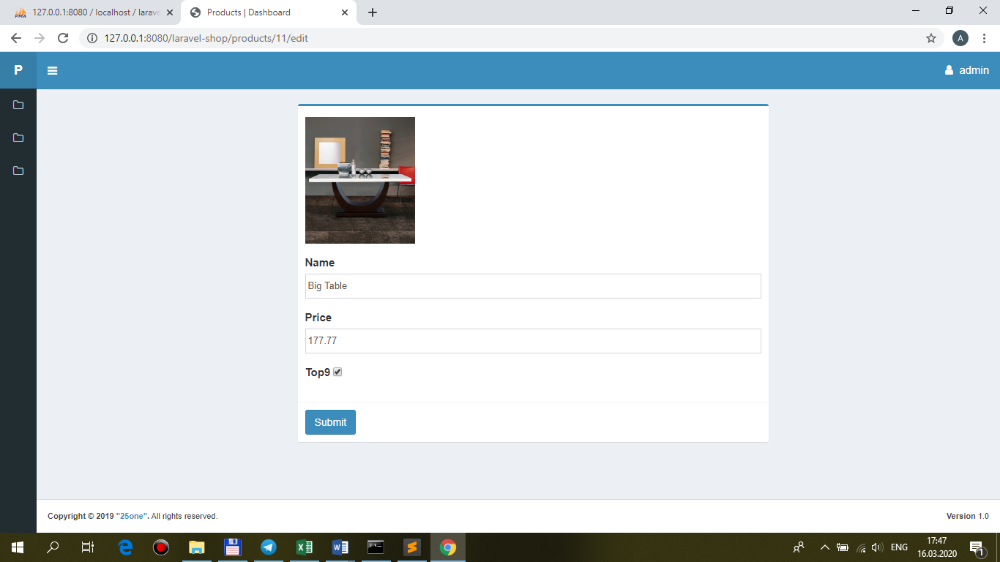 127.0.0.1:8080 / localhost / larave
Products | Dashboard
127.0.0.1:8080/laravel-shop/products/11/edit
A
P
admin
Name
Big Table
Price
177.77
Top9
Submit
Copyright © 2019 "25one". All rights reserved.
Version 1.0
ENG
17:47
16.03.2020
1